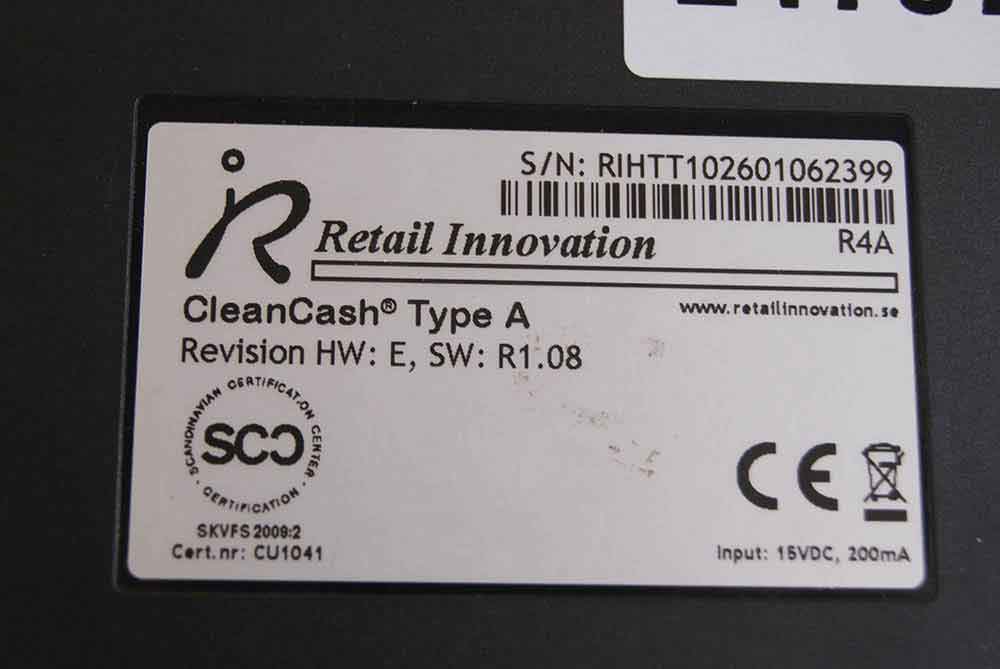 S/N: RIHTT102601062399
R4A
Retail Innovation
CleanCash® Type A
www.retailinnovation.se
Revision HW: E, SW: R1.08
SCANDINAVIAN CERTIFICATION CENTER
SCC
- CERTIFICATION -
SKVFS 2009:2
Cert.nr: CU1041
CE
Input: 15VDC, 200mA